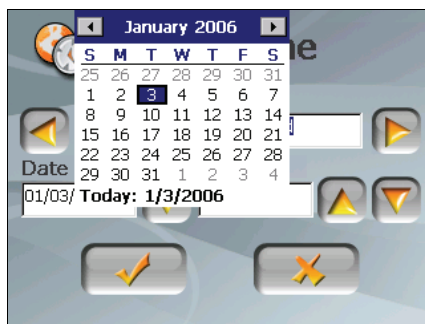 January 2006
me
S M T W T F S
25 26 27 28 29 30 31
1 2 3 4 5 6 7
8 9 10 11 12 13 14
15 16 17 18 19 20 21
22 23 24 25 26 27 28
29 30 31 1 2 3 4
Today: 1/3/2006
Date
01/03/